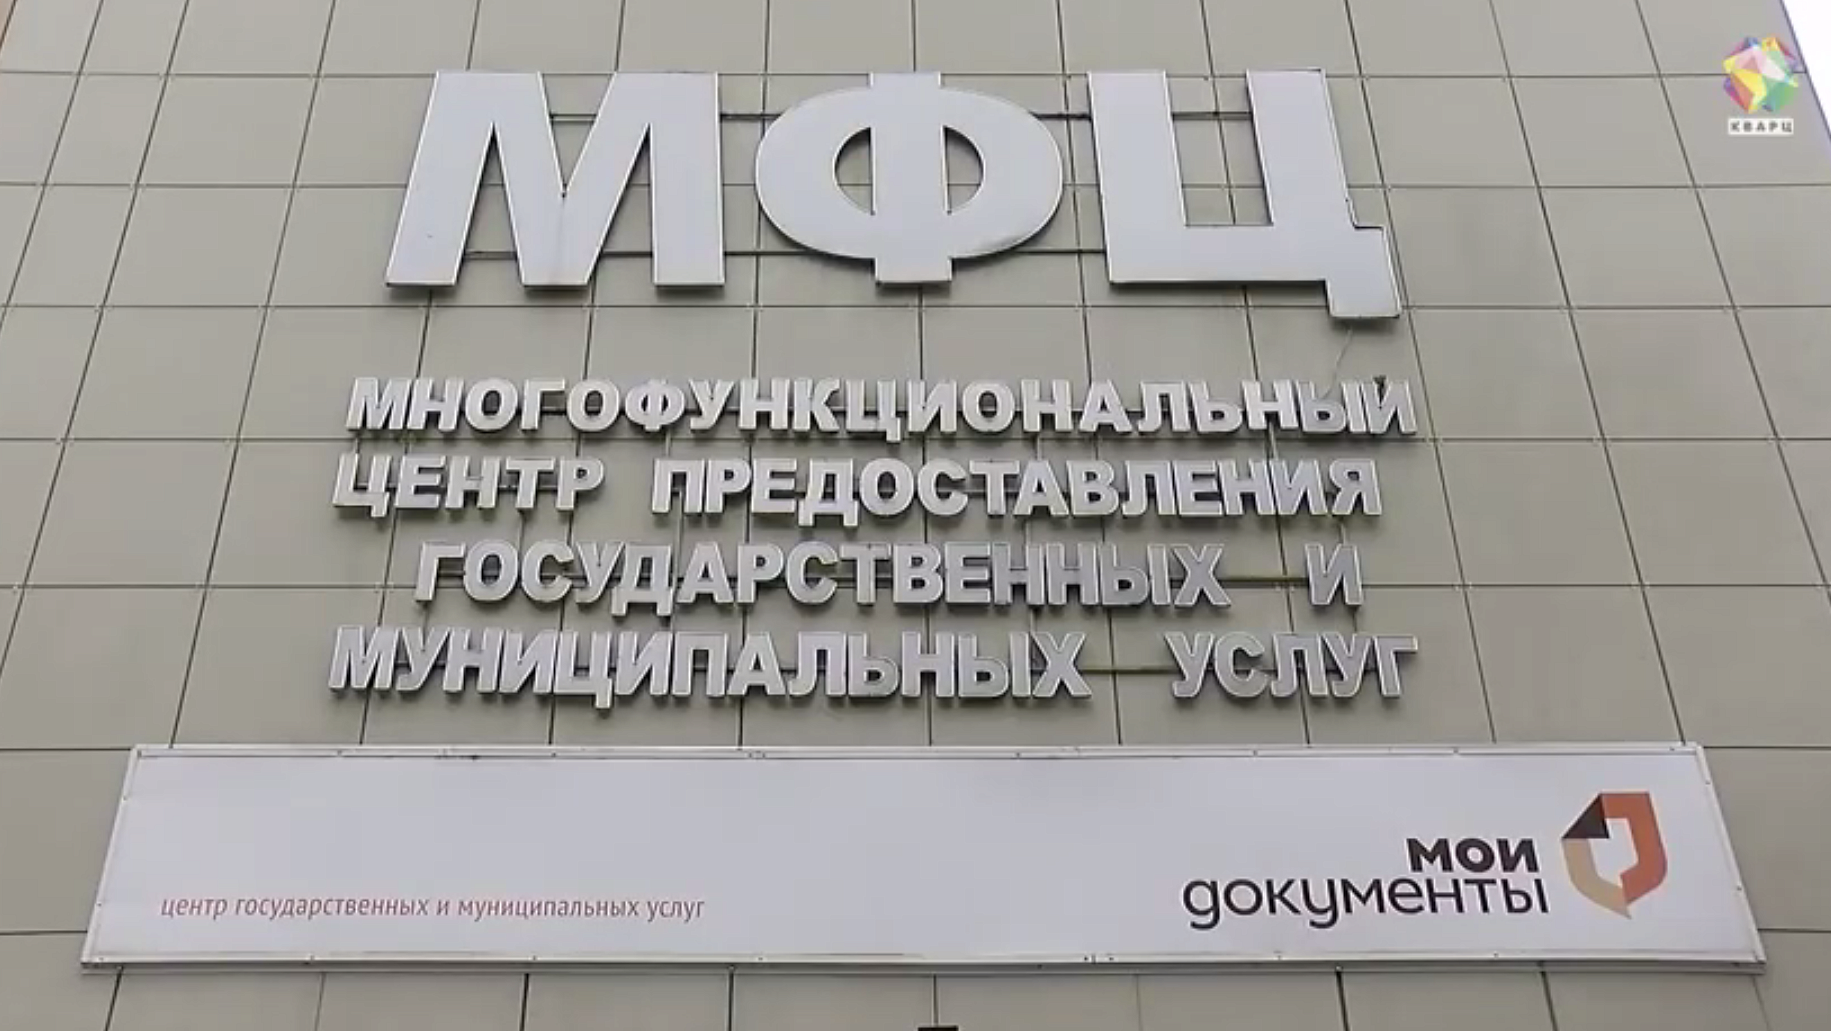 КВАРЦ
МФЦ
МНОГОФУНКЦИОНАЛЬНЫЙ
ЦЕНТР ПРЕДОСТАВЛЕНИЯ
ГОСУДАРСТВЕННЫХ И
МУНИЦИПАЛЬНЫХ УСЛУГ
мои
документы
центр государственных и муниципальных услуг